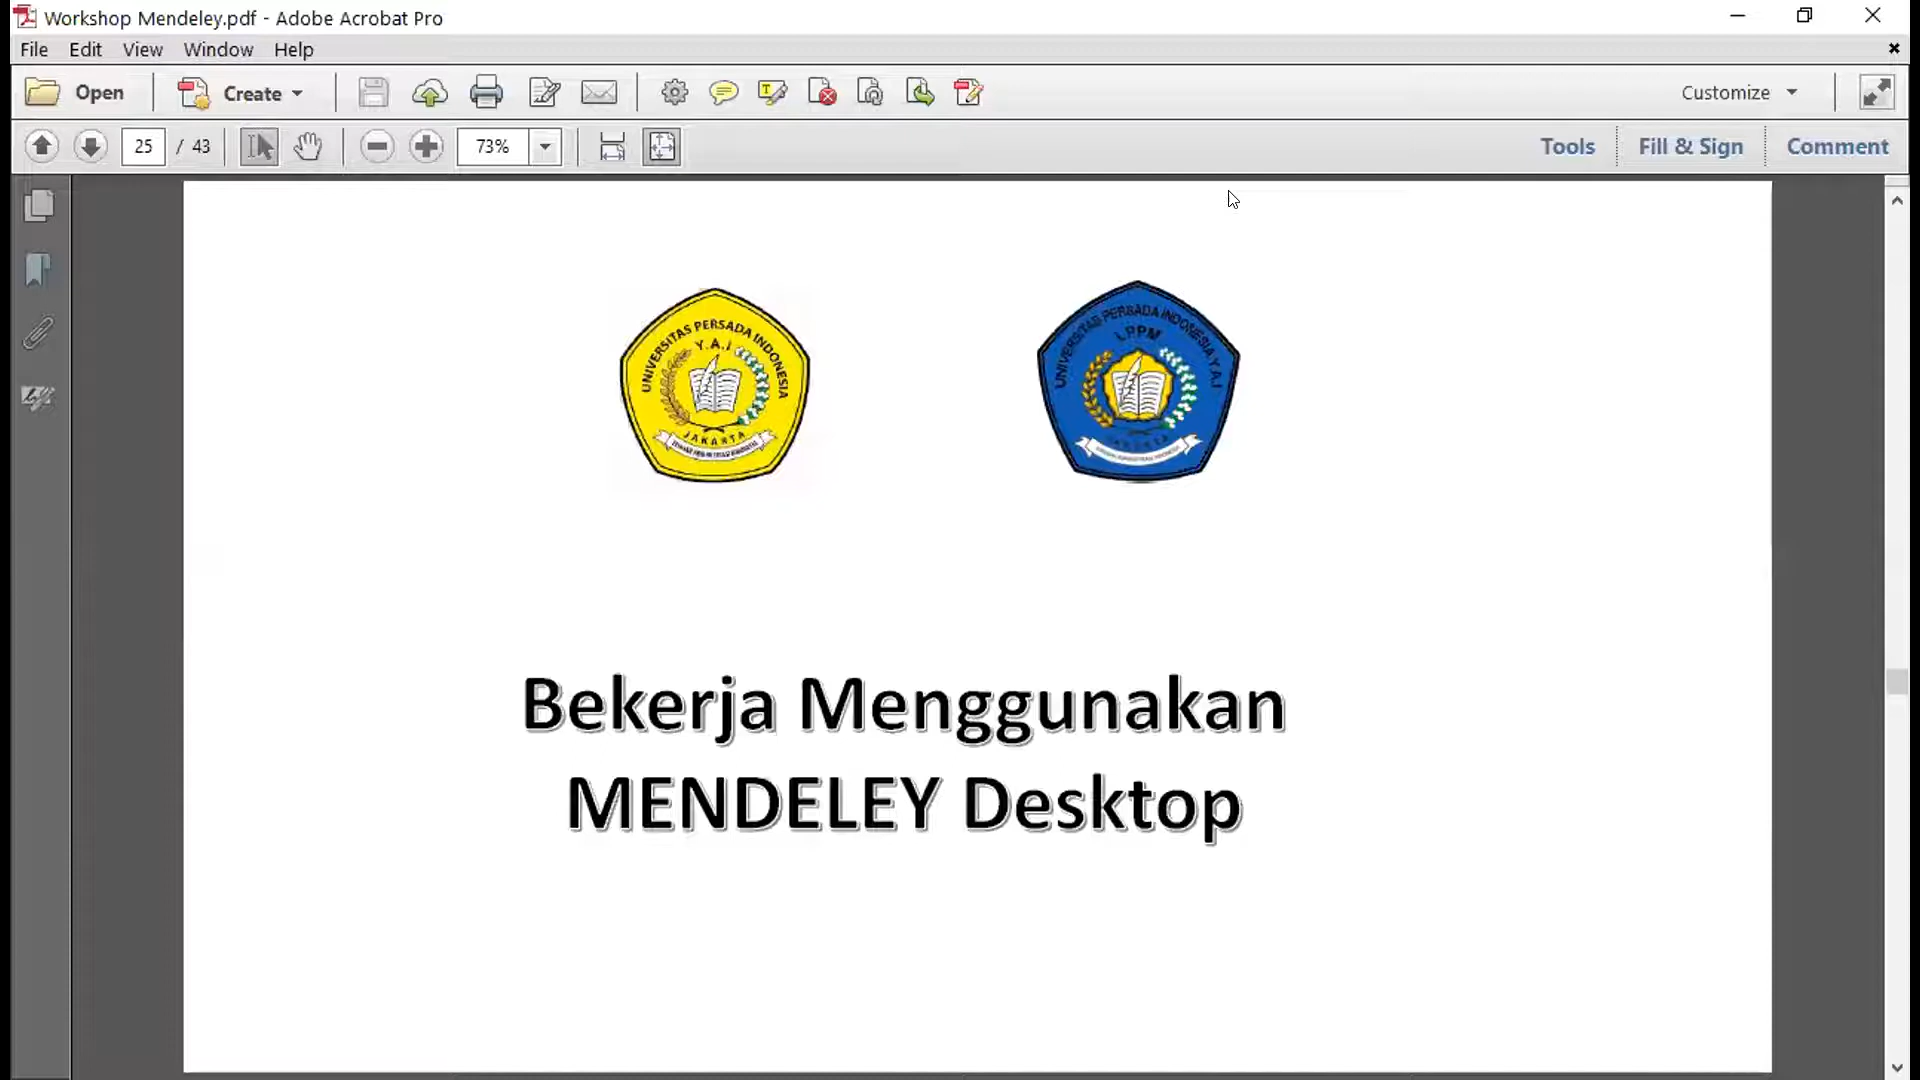 Workshop Mendeley.pdf - Adobe Acrobat Pro
File Edit View Window Help
Open Create Customize
25 / 43 73% Tools Fill & Sign Comment
UNIVERSITAS PERSADA INDONESIA
Y.A.I
JAKARTA
UNIVERSITAS PERSADA INDONESIA Y.A.I
LPPM
JAKARTA
Bekerja Menggunakan
MENDELEY Desktop